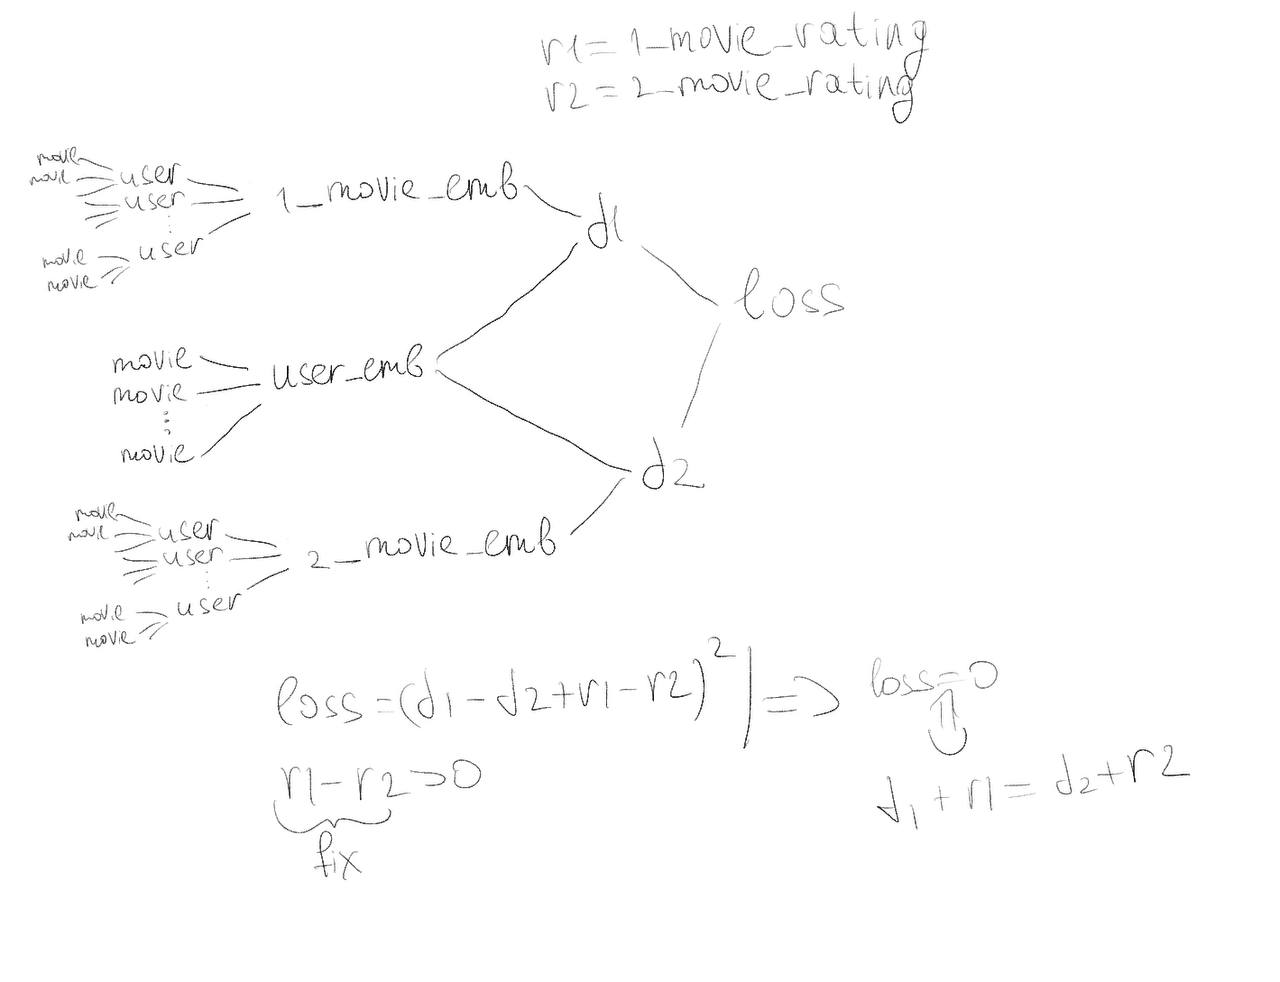 r1 = 1_movie_rating
r2 = 2_movie_rating
movie
movie
user
user
user
movie
movie
1_movie_emb
d1
loss
movie
movie
movie
user_emb
d2
movie
movie
user
user
user
movie
movie
2_movie_emb
loss = (d1 - d2 + r1 - r2)² | => loss = 0
r1 - r2 > 0
fix
⇕
d1 + r1 = d2 + r2